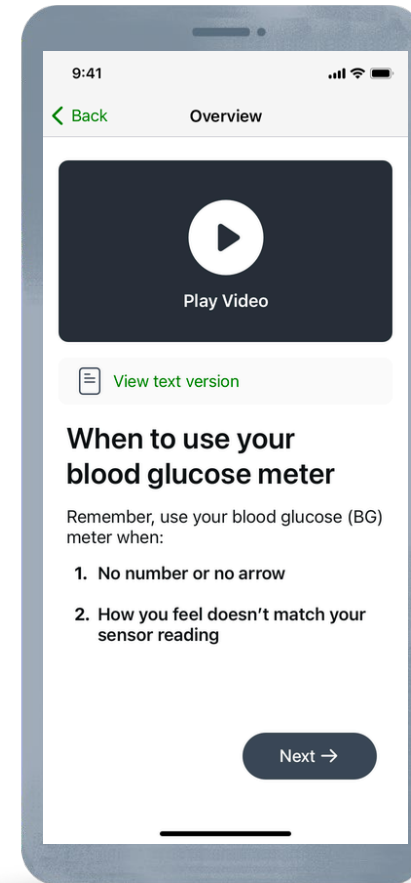 9:41
Back
Overview
Play Video
View text version
When to use your
blood glucose meter
Remember, use your blood glucose (BG)
meter when:
1. No number or no arrow
2. How you feel doesn’t match your
sensor reading
Next →